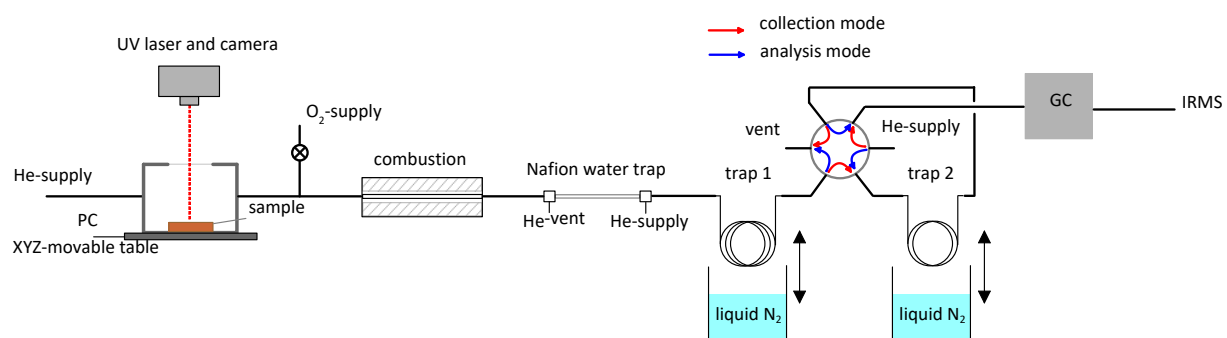 collection mode
analysis mode
UV laser and camera
O₂-supply
GC
IRMS
vent
He-supply
combustion
Nafion water trap
trap 1
trap 2
He-supply
sample
He-vent
He-supply
PC
XYZ-movable table
liquid N₂
liquid N₂